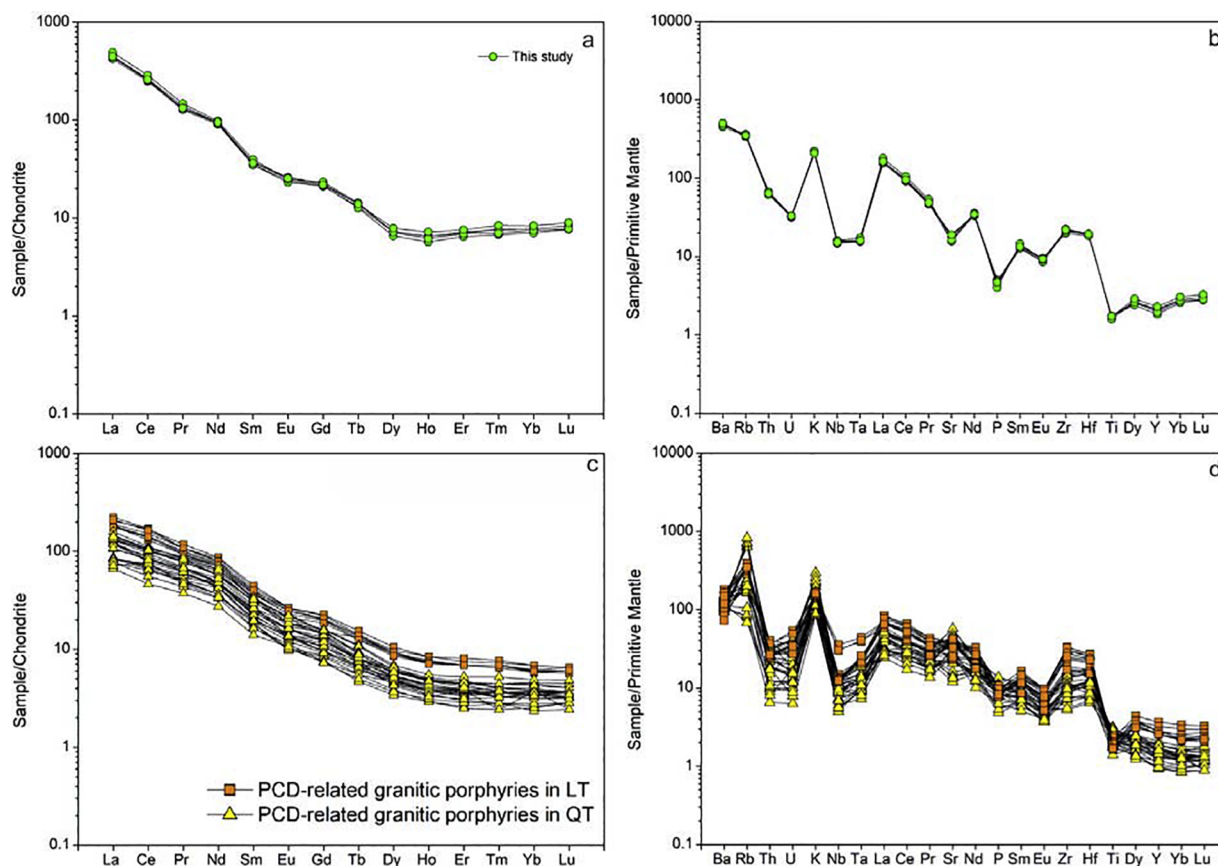 a
This study
Sample/Chondrite
1000
100
10
1
0.1
La Ce Pr Nd Sm Eu Gd Tb Dy Ho Er Tm Yb Lu
b
Sample/Primitive Mantle
10000
1000
100
10
1
0.1
Ba Rb Th U K Nb Ta La Ce Pr Sr Nd P Sm Eu Zr Hf Ti Dy Y Yb Lu
c
Sample/Chondrite
1000
100
10
1
0.1
PCD-related granitic porphyries in LT
PCD-related granitic porphyries in QT
La Ce Pr Nd Sm Eu Gd Tb Dy Ho Er Tm Yb Lu
d
Sample/Primitive Mantle
10000
1000
100
10
1
0.1
Ba Rb Th U K Nb Ta La Ce Pr Sr Nd P Sm Eu Zr Hf Ti Dy Y Yb Lu